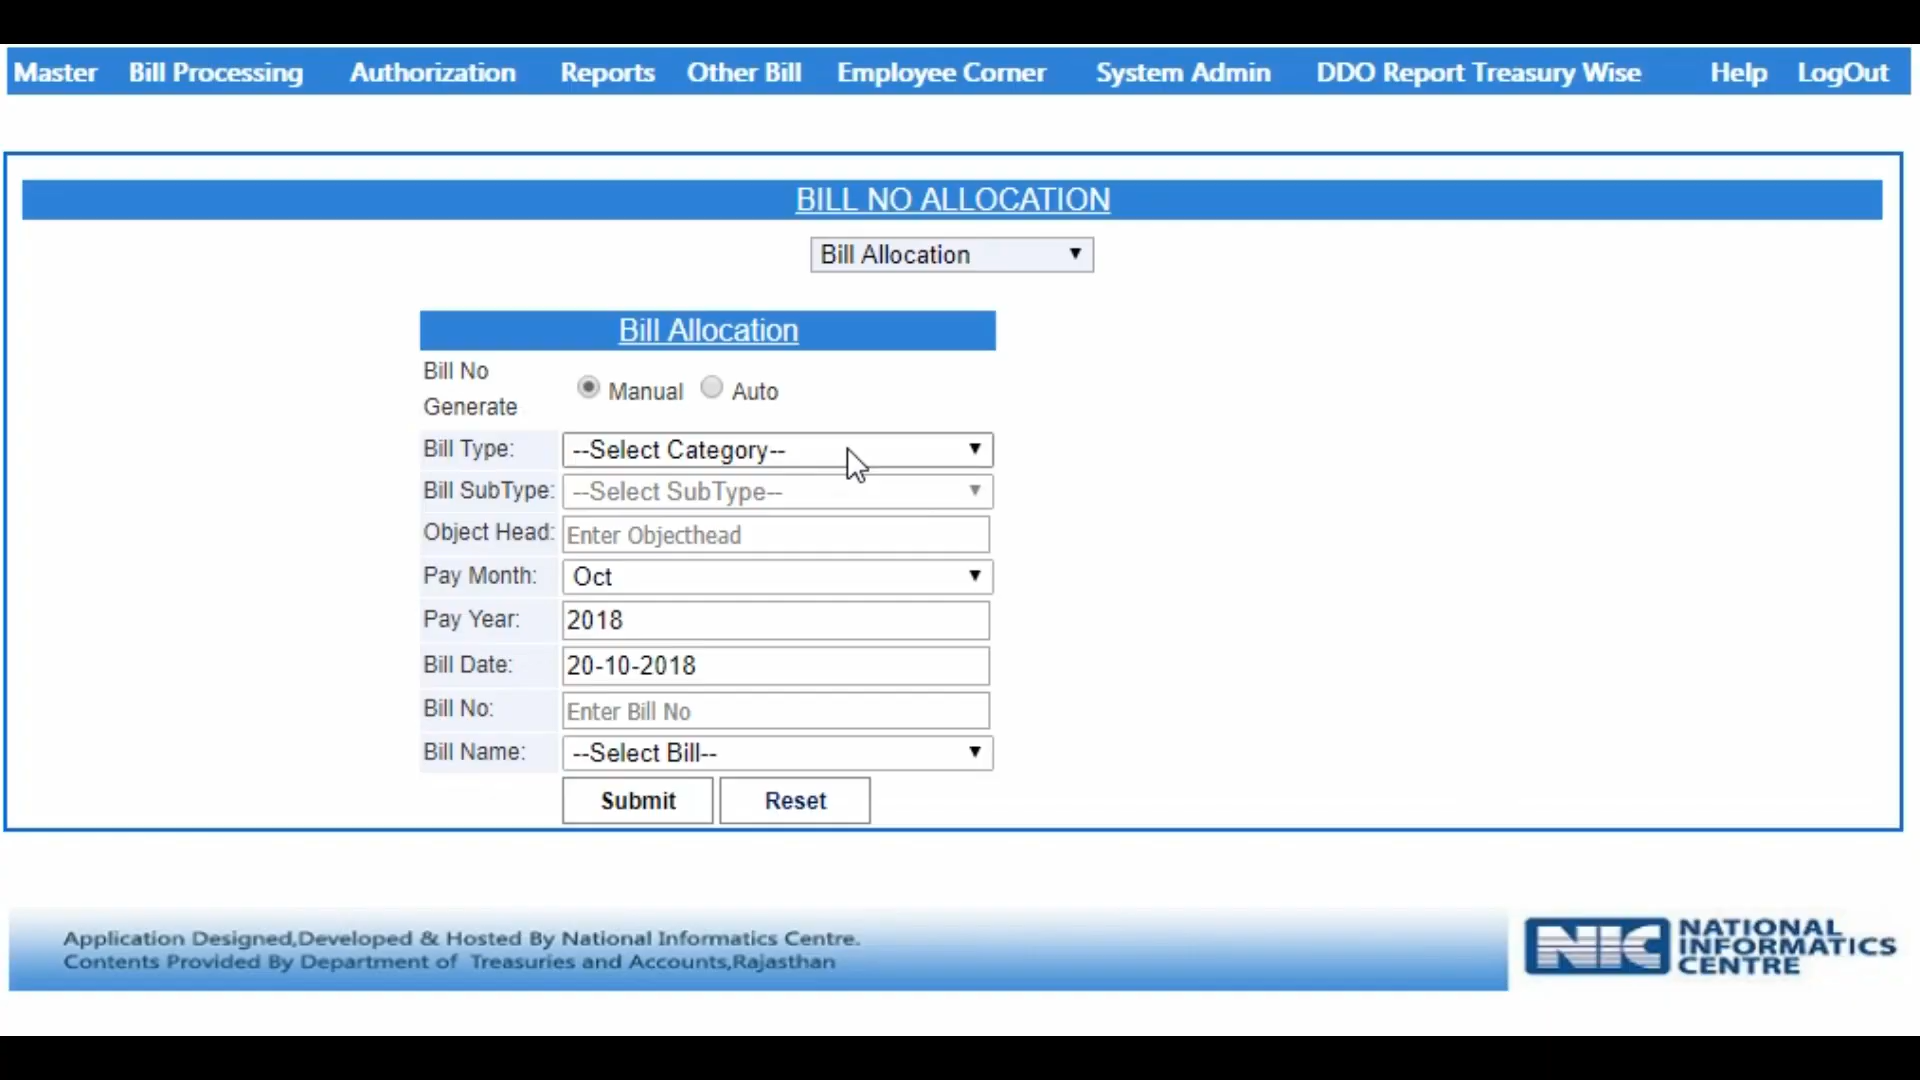 Master Bill Processing Authorization Reports Other Bill Employee Corner System Admin DDO Report Treasury Wise Help LogOut
BILL NO ALLOCATION
Bill Allocation
Bill Allocation
Bill No
Generate
Manual Auto
Bill Type: --Select Category--
Bill SubType: --Select SubType--
Object Head: Enter Objecthead
Pay Month: Oct
Pay Year: 2018
Bill Date: 20-10-2018
Bill No: Enter Bill No
Bill Name: --Select Bill--
Submit Reset
Application Designed,Developed & Hosted By National Informatics Centre.
Contents Provided By Department of Treasuries and Accounts,Rajasthan
NIC
NATIONAL
INFORMATICS
CENTRE